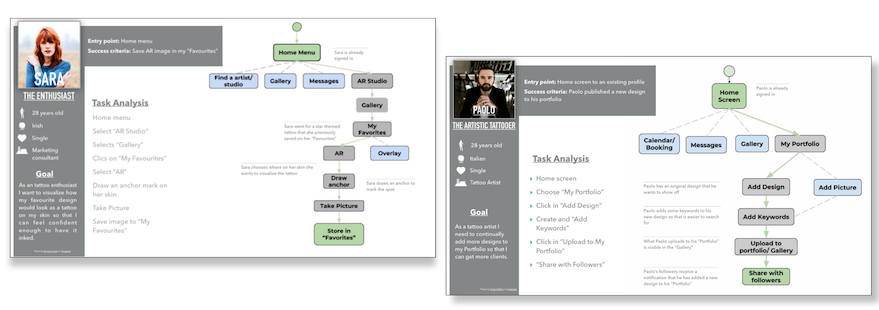 Entry point: Home menu
Success criteria: Save AR image in my "Favourites"
SARA
THE ENTHUSIAST
28 years old
Irish
Single
Marketing
consultant
Goal
As a tattoo enthusiast
I want to visualize how
my favourite design
would look as a tattoo
on my skin so that I
can feel confident
enough to have it
inked.
Task Analysis
Home menu
Select "AR Studio"
Selects "Gallery"
Clics on "My Favourites"
Select "AR"
Draw an anchor mark on
her skin
Take Picture
Save image to "My
Favourites"
Home Menu
Sara is already
signed in
Find a artist/
studio
Gallery
Messages
AR Studio
Gallery
Sara went for a star themed
tattoo that she previously
saved on her "Favourites"
My
Favorites
AR
Overlay
Sara chooses where on her skin she
wants to visualize the tattoo
Draw
anchor
Sara draws an anchor to
mark the spot
Take Picture
Store in
"Favorites"
Entry point: Home screen to an existing profile
Success criteria: Paolo published a new design
to his portfolio
PAOLO
THE ARTISTIC TATTOOER
28 years old
Italian
Single
Tattoo Artist
Goal
As a tattoo artist I
need to continually
add more designs to
my Portfolio so that I
can get more clients.
Task Analysis
Home screen
Choose "My Portfolio"
Click in "Add Design"
Create and "Add
Keywords"
Click in "Upload to My
Portfolio"
"Share with Followers"
Home
Screen
Paolo is already
signed in
Calendar/
Booking
Messages
Gallery
My Portfolio
Paolo has an original design that he
wants to show off
Add Design
Add Picture
Paolo adds some keywords to his
new design so that is easier to search
for
Add Keywords
What Paolo uploads to his "Portfolio"
is visible in the "Gallery"
Upload to
portfolio/ Gallery
Paolo's followers receive a
notification that he has added a new
design to his "Portfolio"
Share with
followers